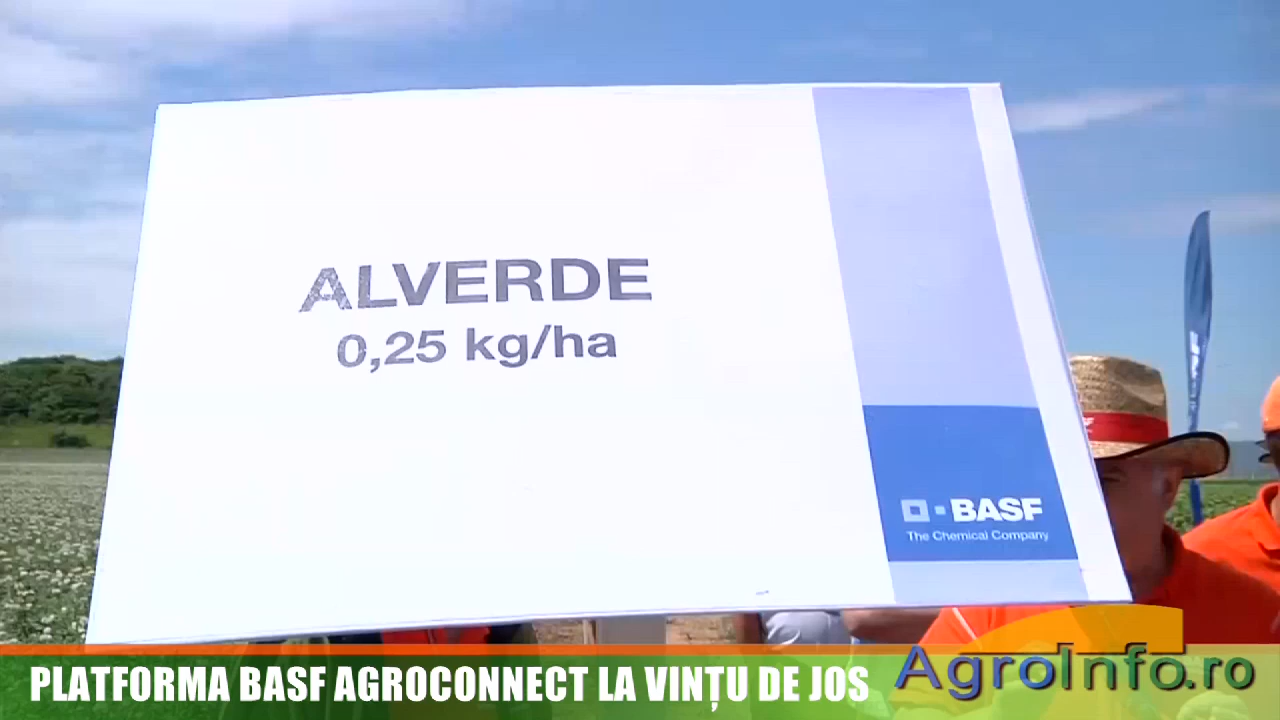 ALVERDE
0,25 kg/ha
BASF
The Chemical Company
PLATFORMA BASF AGROCONNECT LA VINȚU DE JOS
AgroInfo.ro